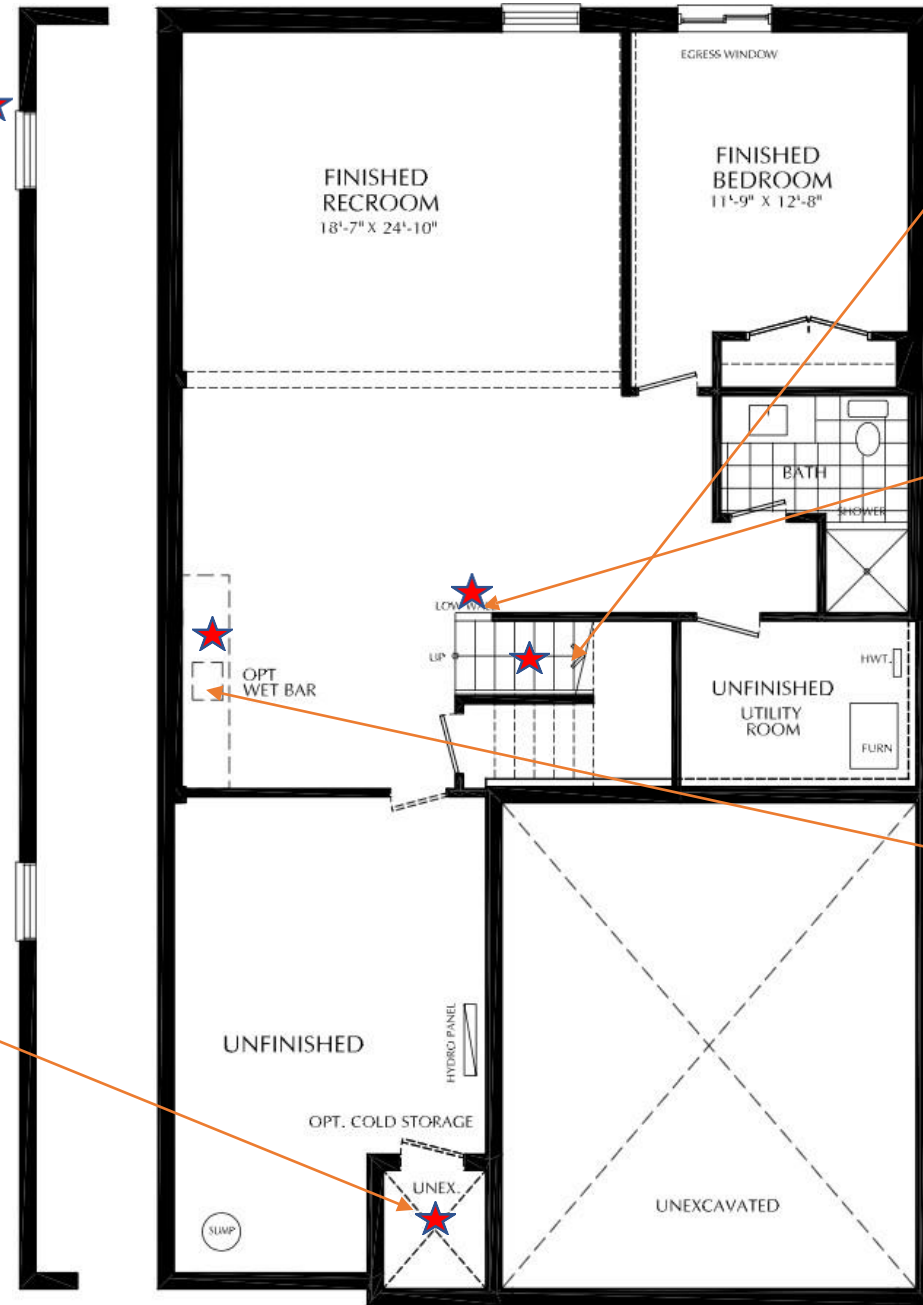 EGRESS WINDOW
FINISHED
RECROOM
18'-7" X 24'-10"
FINISHED
BEDROOM
11'-9" X 12'-8"
BATH
SHOWER
LOW WALL
UP
OPT
WET BAR
HWT.
UNFINISHED
UTILITY
ROOM
FURN
UNFINISHED
HYDRO PANEL
OPT. COLD STORAGE
UNEX.
UNEXCAVATED
SUMP